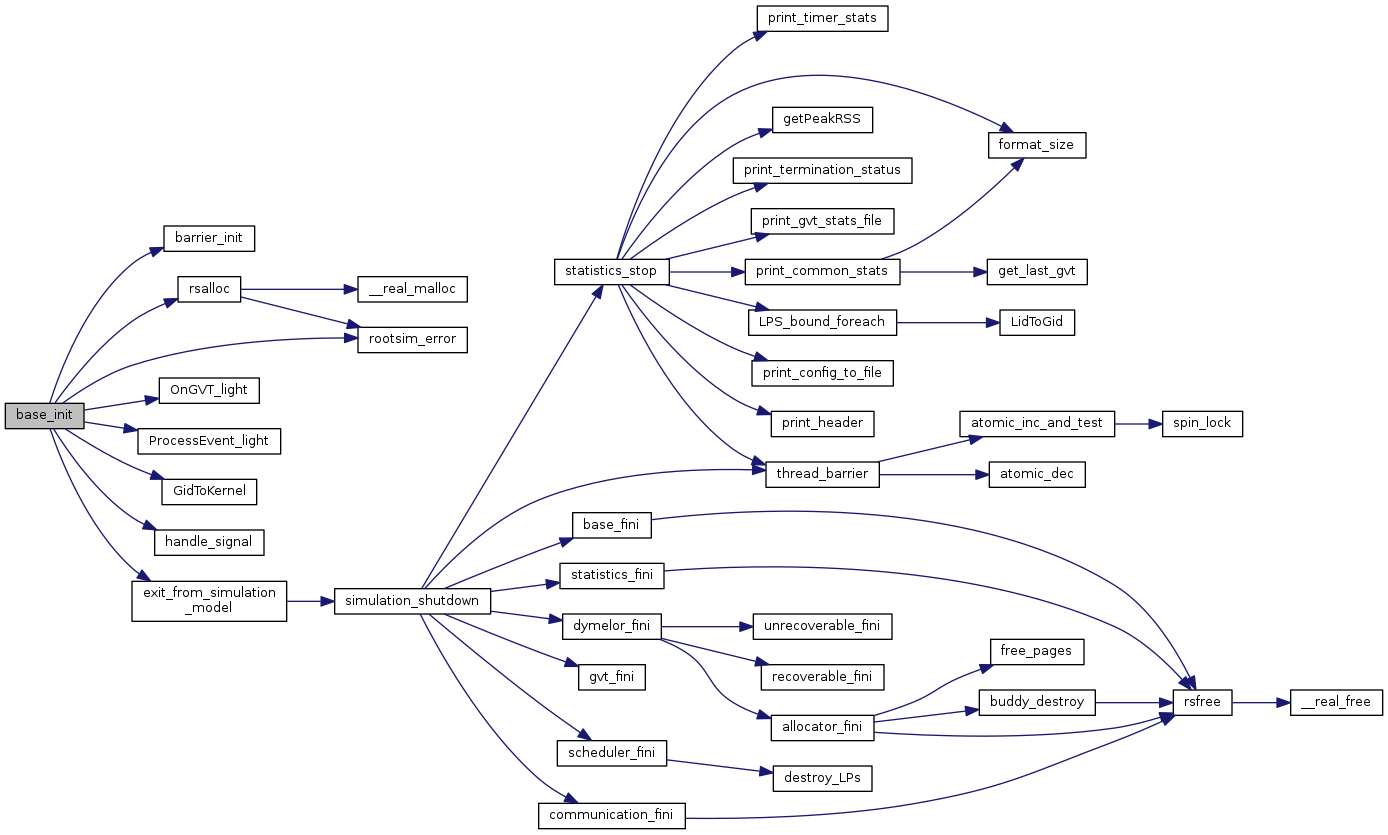 print_timer_stats
getPeakRSS
format_size
print_termination_status
print_gvt_stats_file
barrier_init
statistics_stop
print_common_stats
get_last_gvt
rsalloc
__real_malloc
LPS_bound_foreach
LidToGid
rootsim_error
print_config_to_file
OnGVT_light
base_init
print_header
atomic_inc_and_test
spin_lock
ProcessEvent_light
thread_barrier
atomic_dec
GidToKernel
base_fini
handle_signal
statistics_fini
exit_from_simulation
_model
simulation_shutdown
dymelor_fini
unrecoverable_fini
free_pages
gvt_fini
recoverable_fini
buddy_destroy
rsfree
__real_free
allocator_fini
scheduler_fini
destroy_LPs
communication_fini